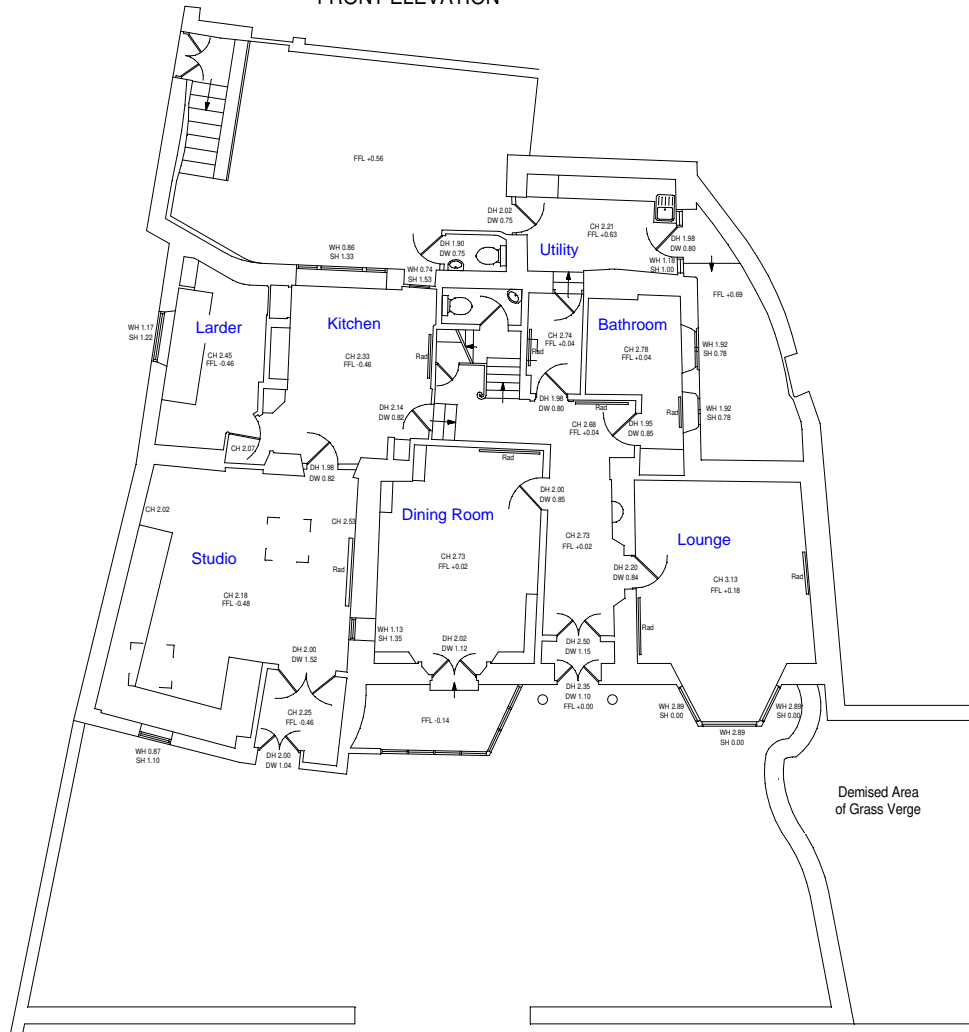 FRONT ELEVATION
FFL +0.56
DH 2.02
DW 0.75
CH 2.21
FFL +0.63
Utility
DH 1.98
DW 0.80
DH 1.90
DW 0.75
WH 0.86
SH 1.33
WH 0.74
SH 1.53
WH 1.18
SH 1.00
FFL +0.69
WH 1.17
SH 1.22
Larder
CH 2.45
FFL -0.46
Kitchen
CH 2.33
FFL -0.46
Rad
CH 2.74
FFL +0.04
Rad
Bathroom
CH 2.78
FFL +0.04
WH 1.92
SH 0.78
DH 1.98
DW 0.80
Rad
Rad
WH 1.92
SH 0.78
DH 2.14
DW 0.82
CH 2.68
FFL +0.04
DH 1.95
DW 0.85
CH 2.07
DH 1.98
DW 0.82
Rad
DH 2.00
DW 0.85
CH 2.02
CH 2.53
Dining Room
CH 2.73
FFL +0.02
CH 2.73
FFL +0.02
Lounge
CH 3.13
FFL +0.18
Rad
DH 2.20
DW 0.84
Studio
CH 2.18
FFL -0.48
Rad
WH 1.13
SH 1.35
Rad
DH 2.00
DW 1.52
DH 2.02
DW 1.12
DH 2.50
DW 1.15
DH 2.35
DW 1.10
FFL +0.00
CH 2.25
FFL -0.46
FFL -0.14
WH 2.89
SH 0.00
WH 2.89
SH 0.00
WH 2.89
SH 0.00
WH 0.87
SH 1.10
DH 2.00
DW 1.04
Demised Area
of Grass Verge